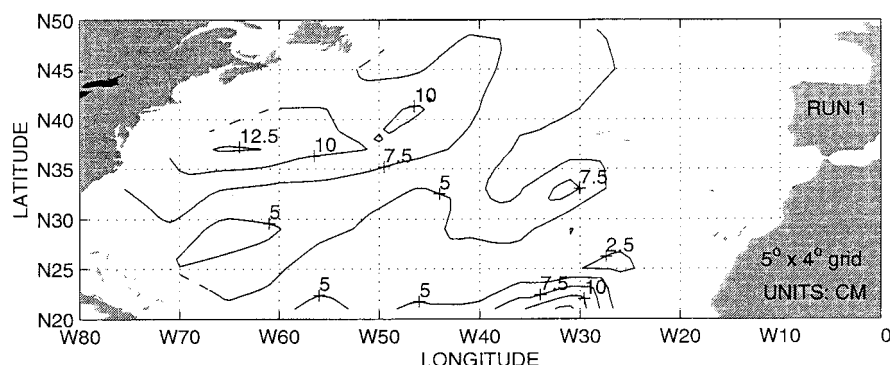 N50
N45
N40
N35
N30
N25
N20
LATITUDE
W80
W70
W60
W50
W40
W30
W20
W10
0
LONGITUDE
10
RUN 1
12.5
10
7.5
7.5
5
5
2.5
5° x 4° grid
5
5
7.5
10
UNITS: CM